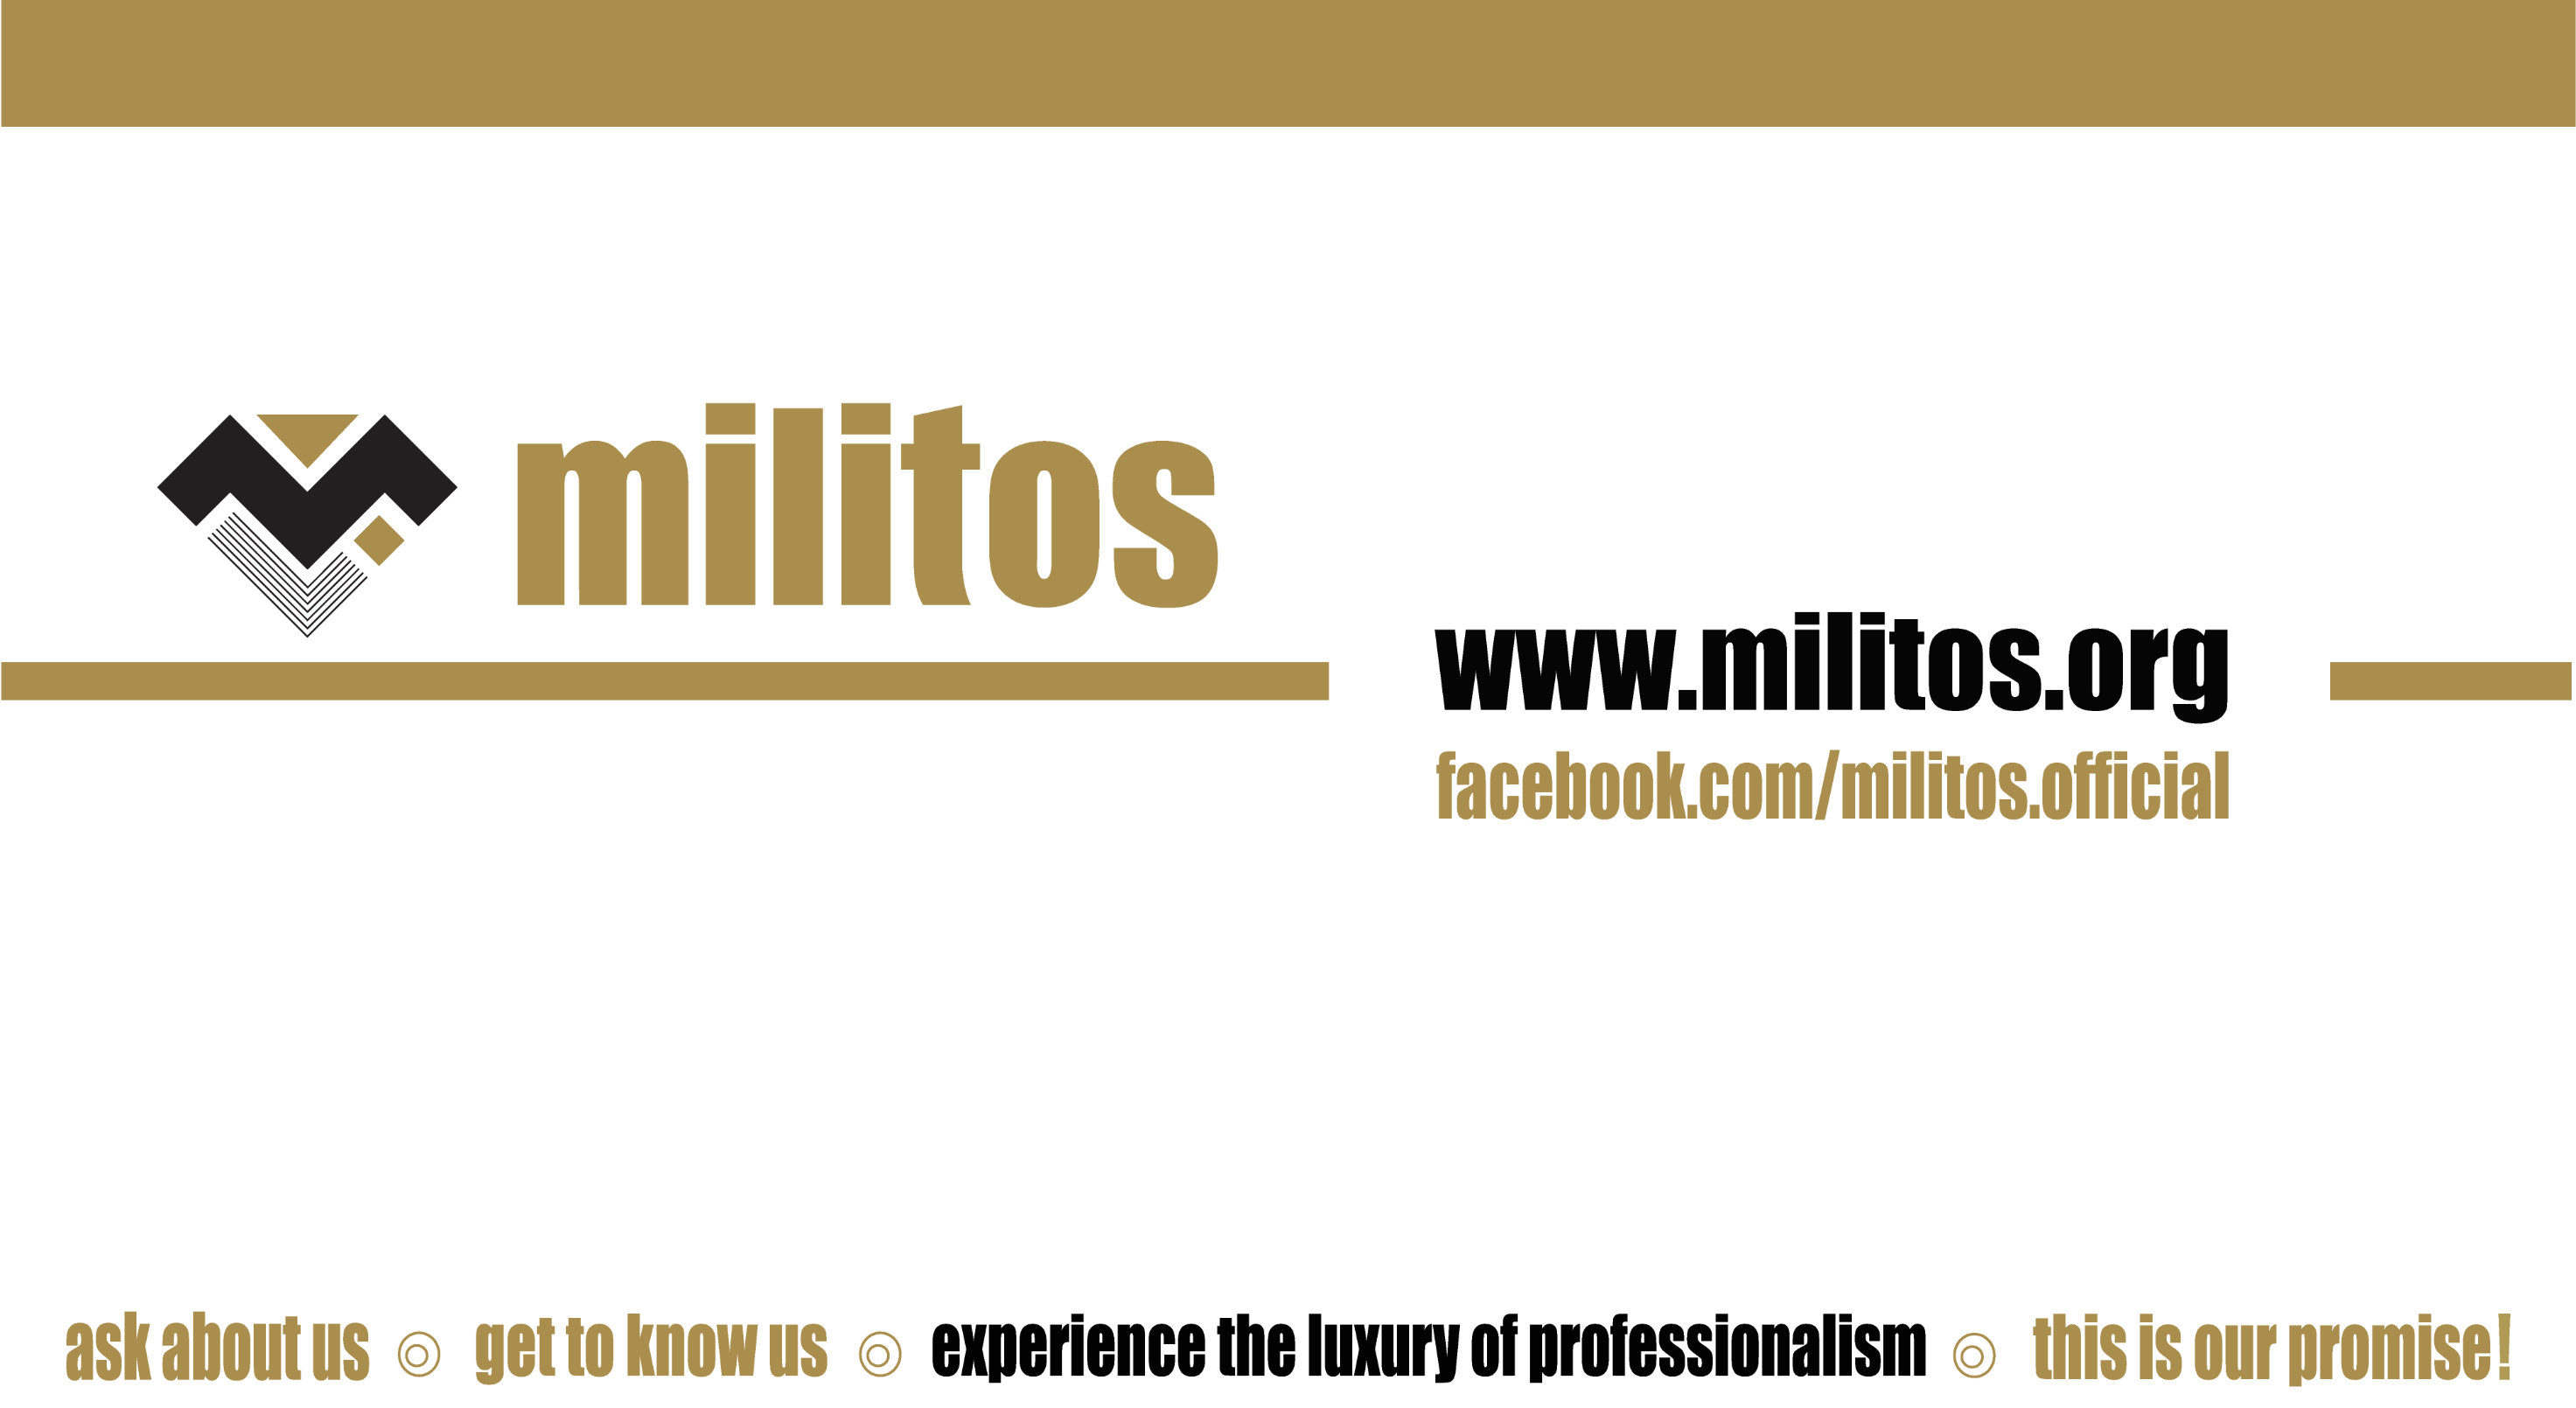 militos
www.militos.org
facebook.com/militos.official
ask about us ◎ get to know us ◎ experience the luxury of professionalism ◎ this is our promise!